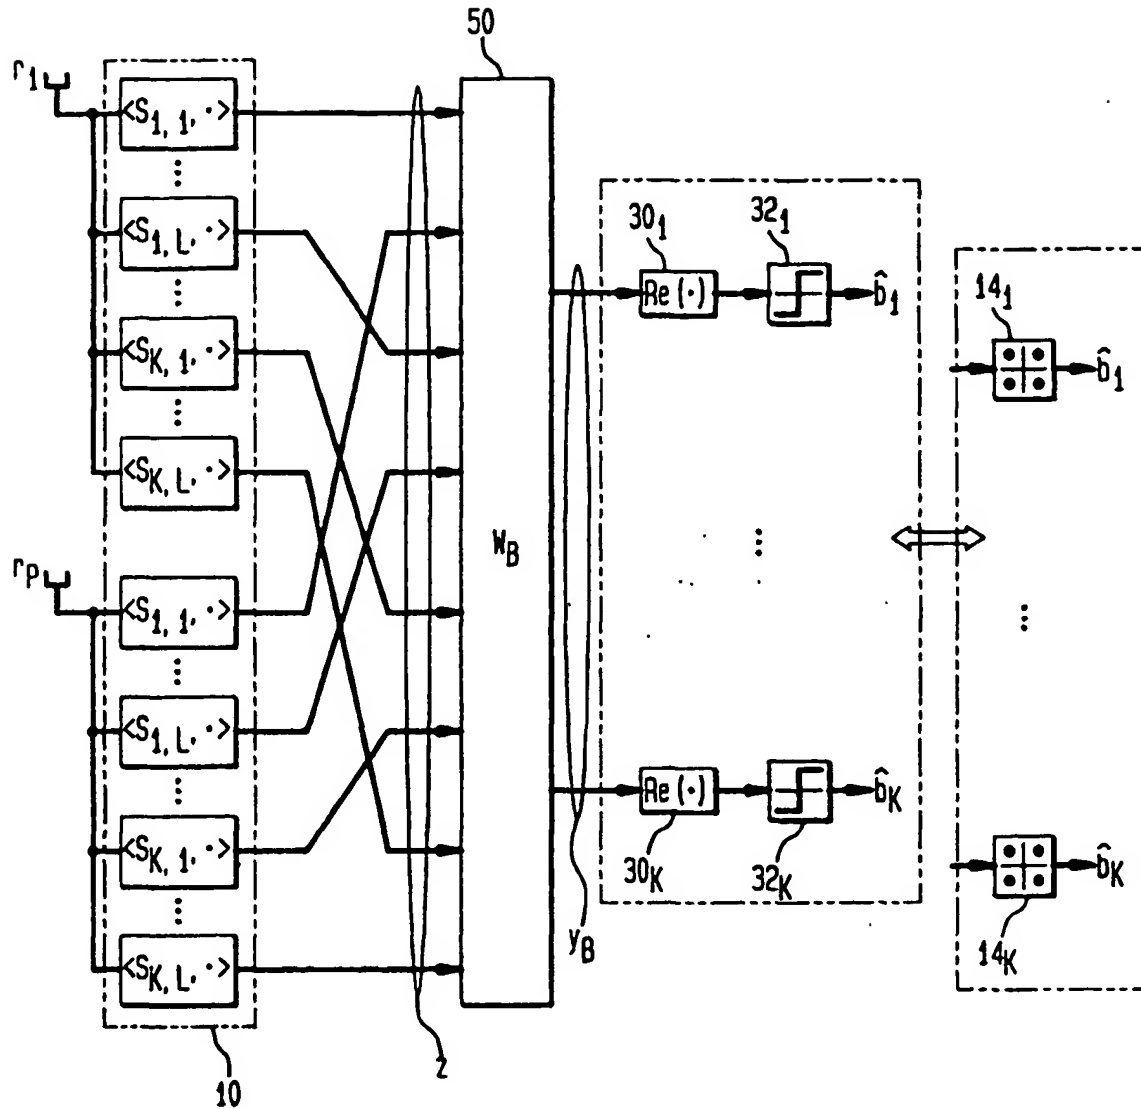 50
r1
<S1, 1, ·>
<S1, L, ·>
<SK, 1, ·>
<SK, L, ·>
rP
<S1, 1, ·>
<S1, L, ·>
<SK, 1, ·>
<SK, L, ·>
10
z
WB
yB
301
Re (·)
321
b̂1
Re (·)
30K
32K
b̂K
141
b̂1
b̂K
14K